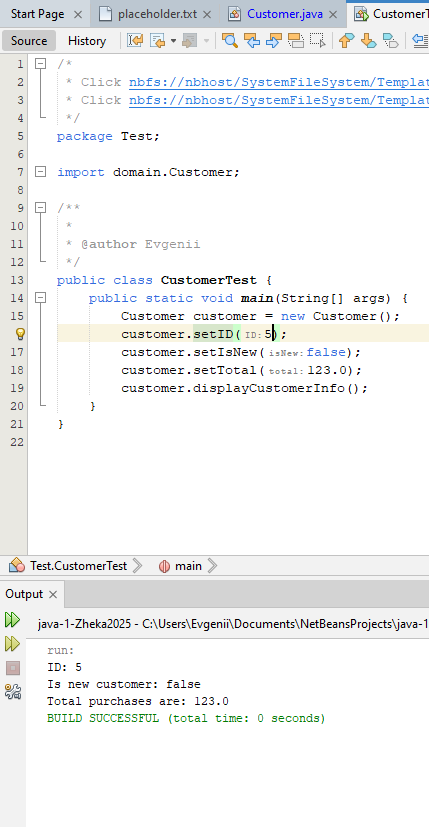 Start Page placeholder.txt Customer.java CustomerT
Source History
1 /*
2 * Click nbfs://nbhost/SystemFileSystem/Templat
3 * Click nbfs://nbhost/SystemFileSystem/Templat
4 */
5 package Test;
6
7 import domain.Customer;
8
9 /**
10 *
11 * @author Evgenii
12 */
13 public class CustomerTest {
14 public static void main(String[] args) {
15 Customer customer = new Customer();
customer.setID(ID:5);
17 customer.setIsNew(isNew:false);
18 customer.setTotal(total:123.0);
19 customer.displayCustomerInfo();
20 }
21 }
22
Test.CustomerTest main
Output
java-1-Zheka2025 - C:\Users\Evgenii\Documents\NetBeansProjects\java-1
run:
ID: 5
Is new customer: false
Total purchases are: 123.0
BUILD SUCCESSFUL (total time: 0 seconds)